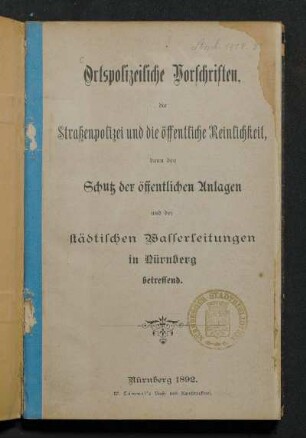 Ortspolizeiliche Vorschriften,
die
Straßenpolizei und die öffentliche Reinlichkeit,
dann den
Schutz der öffentlichen Anlagen
und der
städtischen Wasserleitungen
in Nürnberg
betreffend.
Nürnberg 1892.